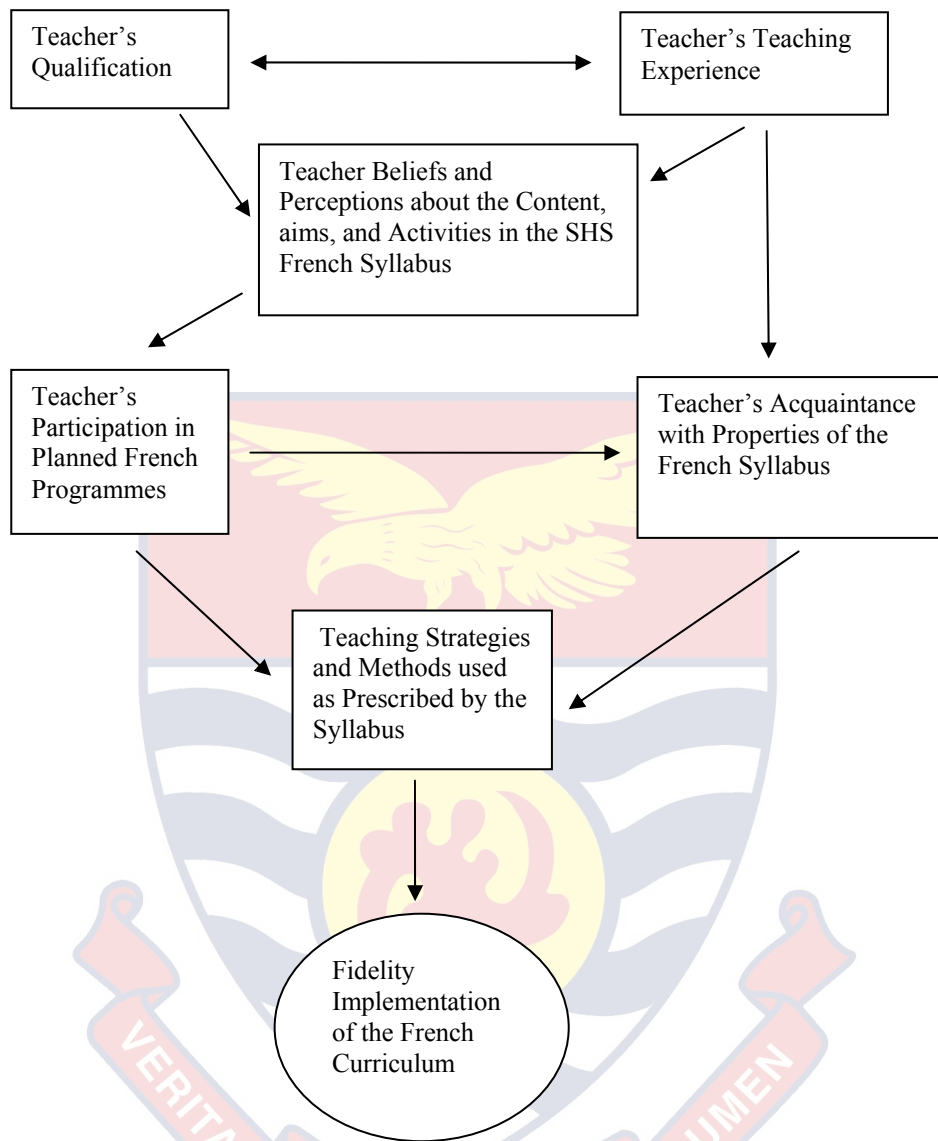 Teacher’s
Qualification
Teacher’s Teaching
Experience
Teacher Beliefs and
Perceptions about the Content,
aims, and Activities in the SHS
French Syllabus
Teacher’s
Participation in
Planned French
Programmes
Teacher’s Acquaintance
with Properties of the
French Syllabus
Teaching Strategies
and Methods used
as Prescribed by the
Syllabus
Fidelity
Implementation
of the French
Curriculum
VERITA
UMEN